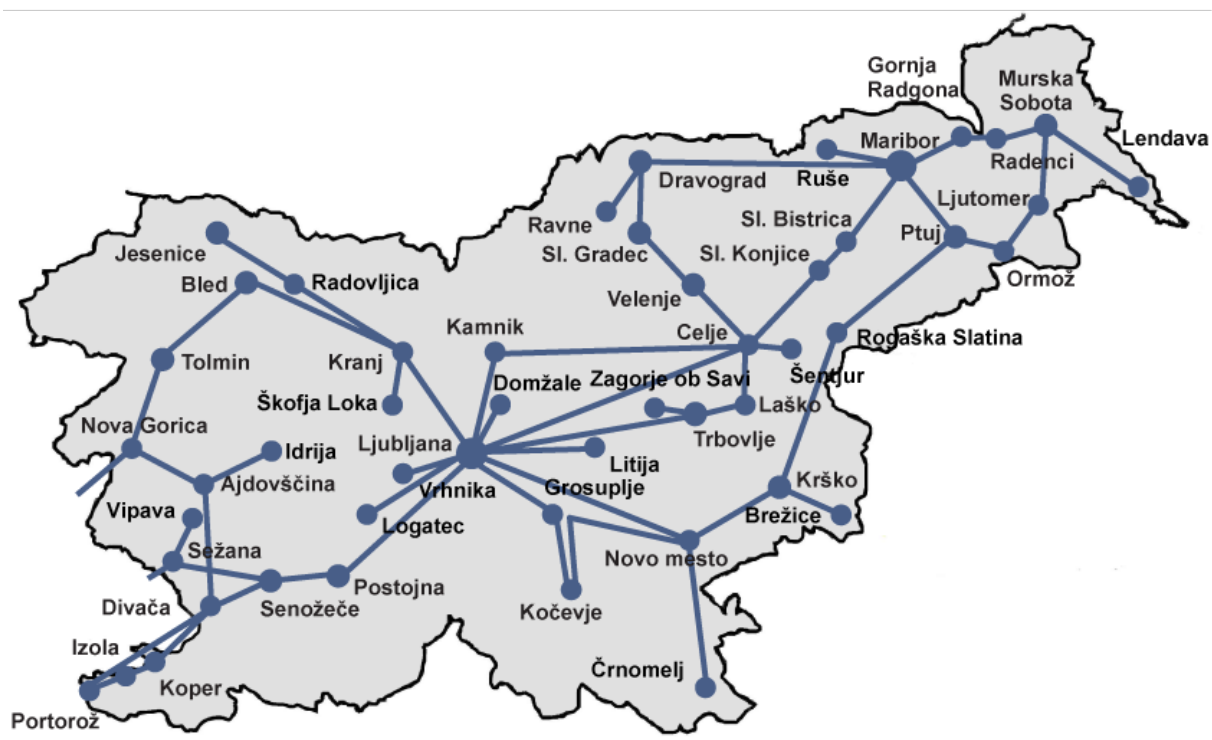 Gornja
Radgona
Murska
Sobota
Maribor
Lendava
Radenci
Dravograd
Ruše
Ljutomer
Ravne
Sl. Bistrica
Ptuj
Jesenice
Sl. Gradec
Sl. Konjice
Ormož
Bled
Radovljica
Velenje
Kamnik
Celje
Rogaška Slatina
Tolmin
Kranj
Domžale
Zagorje ob Savi
Šentjur
Škofja Loka
Laško
Nova Gorica
Ljubljana
Trbovlje
Idrija
Litija
Ajdovščina
Vrhnika
Grosuplje
Krško
Vipava
Logatec
Brežice
Sežana
Novo mesto
Postojna
Divača
Senožeče
Kočevje
Izola
Koper
Črnomelj
Portorož